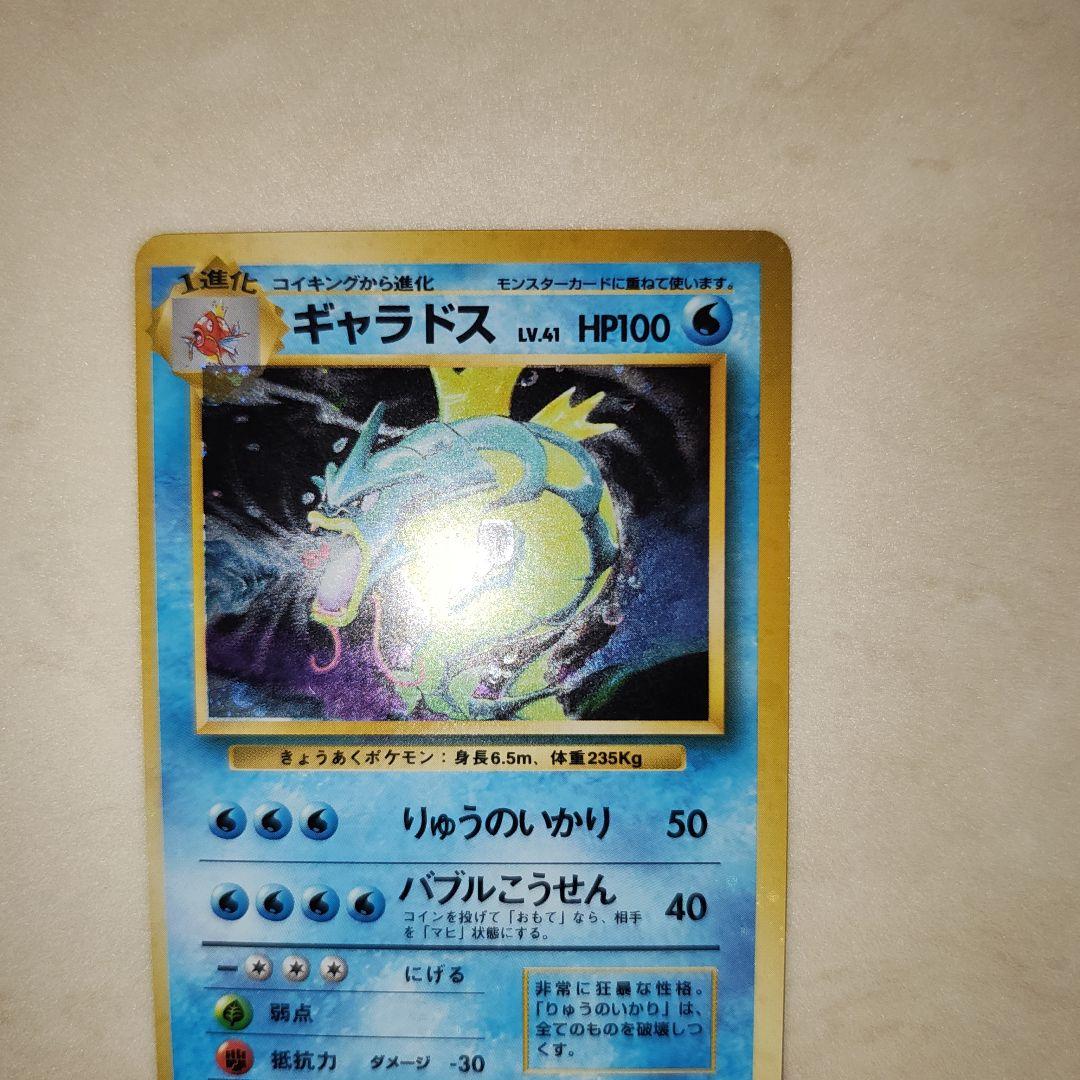 1進化 コイキングから進化 モンスターカードに重ねて使います。
ギャラドス LV.41 HP100
きょうあくポケモン：身長6.5m、体重235Kg
りゅうのいかり 50
バブルこうせん 40
コインを投げて「おもて」なら、相手
を「マヒ」状態にする。
にげる
弱点
抵抗力 ダメージ -30
非常に狂暴な性格。
「りゅうのいかり」は、
全てのものを破壊しつ
くす。